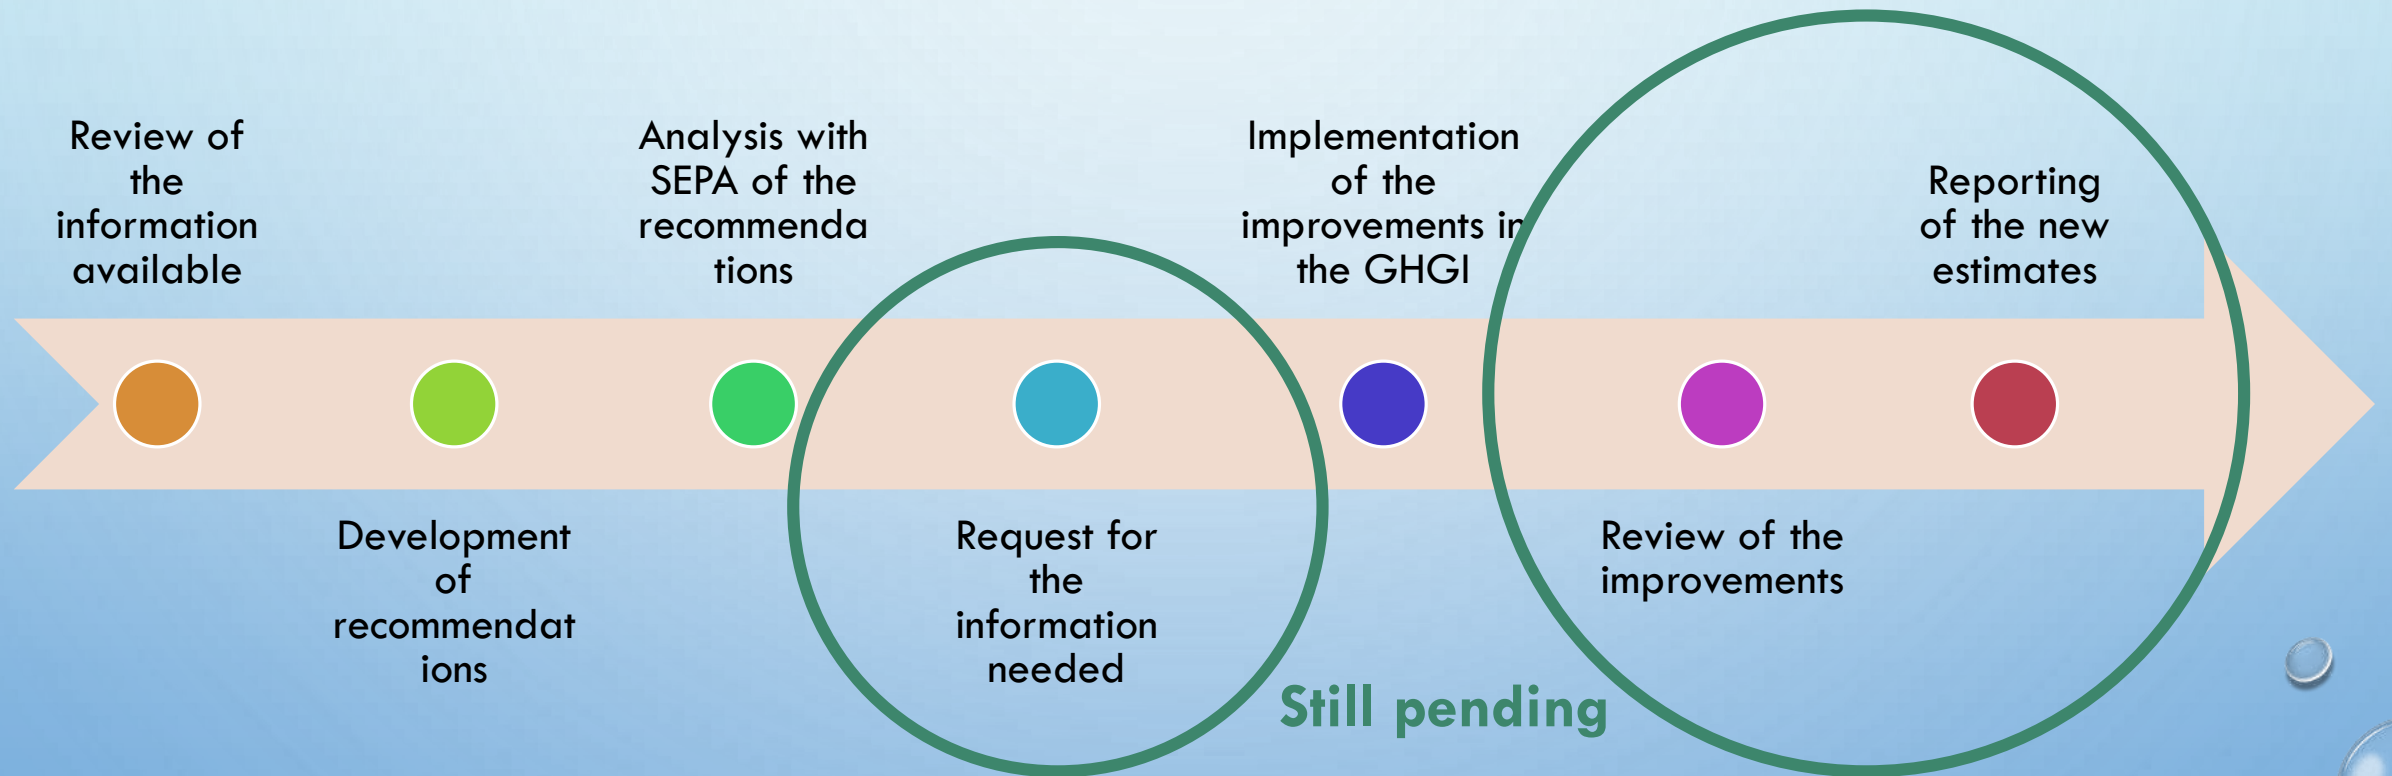 Review of
the
information
available
Development
of
recommendat
ions
Analysis with
SEPA of the
recommenda
tions
Request for
the
information
needed
Implementation
of the
improvements in
the GHGI
Review of the
improvements
Reporting
of the new
estimates
Still pending